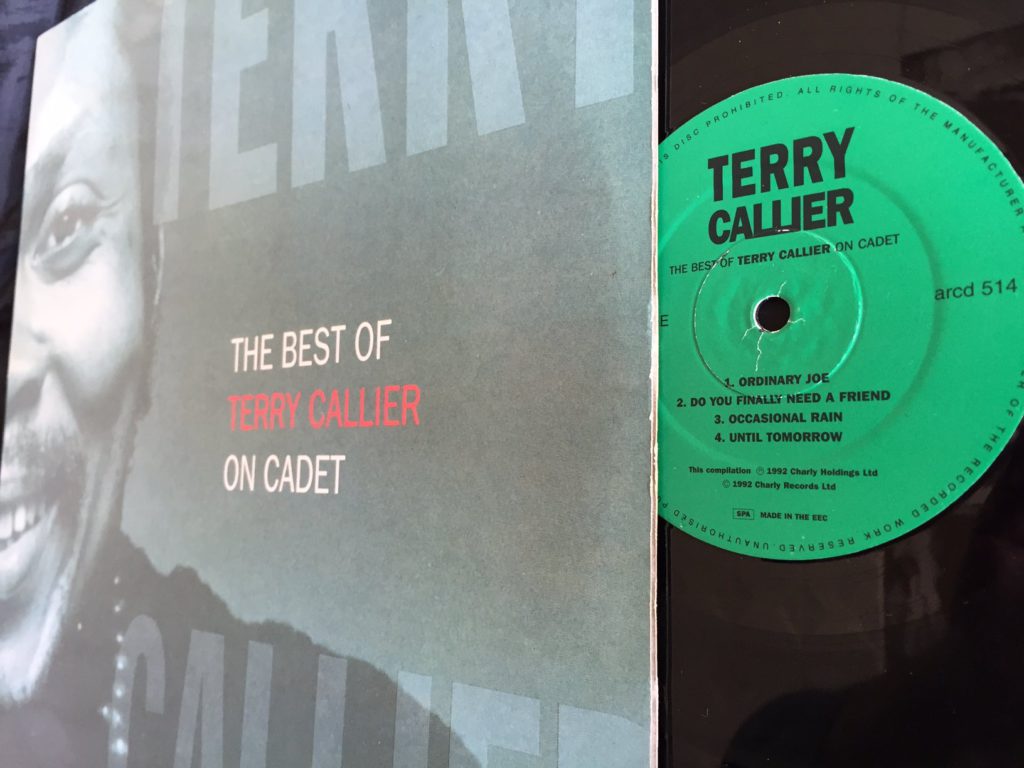 TERRY
THE BEST OF
TERRY CALLIER
ON CADET
CALLIER
IS DISC PROHIBITED. ALL RIGHTS OF THE MANUFACTURER
TERRY
CALLIER
THE BEST OF TERRY CALLIER ON CADET
E
arcd 514
1. ORDINARY JOE
2. DO YOU FINALLY NEED A FRIEND
3. OCCASIONAL RAIN
4. UNTIL TOMORROW
This compilation ℗ 1992 Charly Holdings Ltd
© 1992 Charly Records Ltd
SPA MADE IN THE EEC
R OF THE RECORDED WORK RESERVED UNAUTHORISED